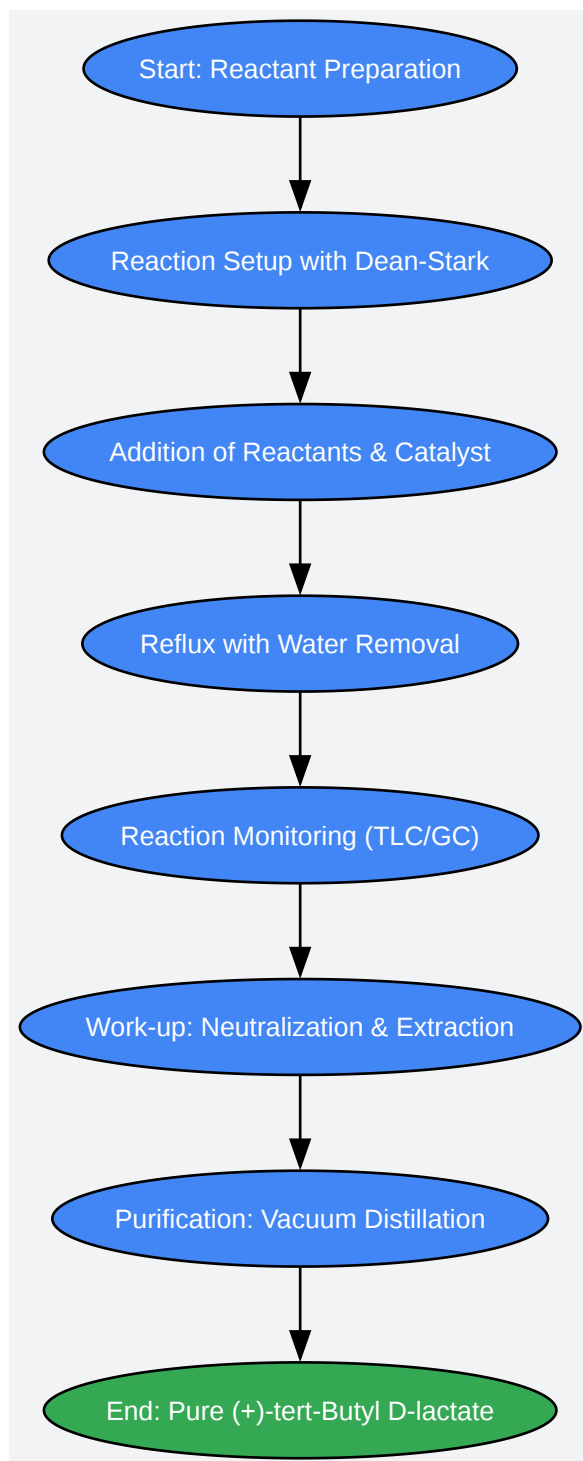 Start: Reactant Preparation
Reaction Setup with Dean-Stark
Addition of Reactants & Catalyst
Reflux with Water Removal
Reaction Monitoring (TLC/GC)
Work-up: Neutralization & Extraction
Purification: Vacuum Distillation
End: Pure (+)-tert-Butyl D-lactate